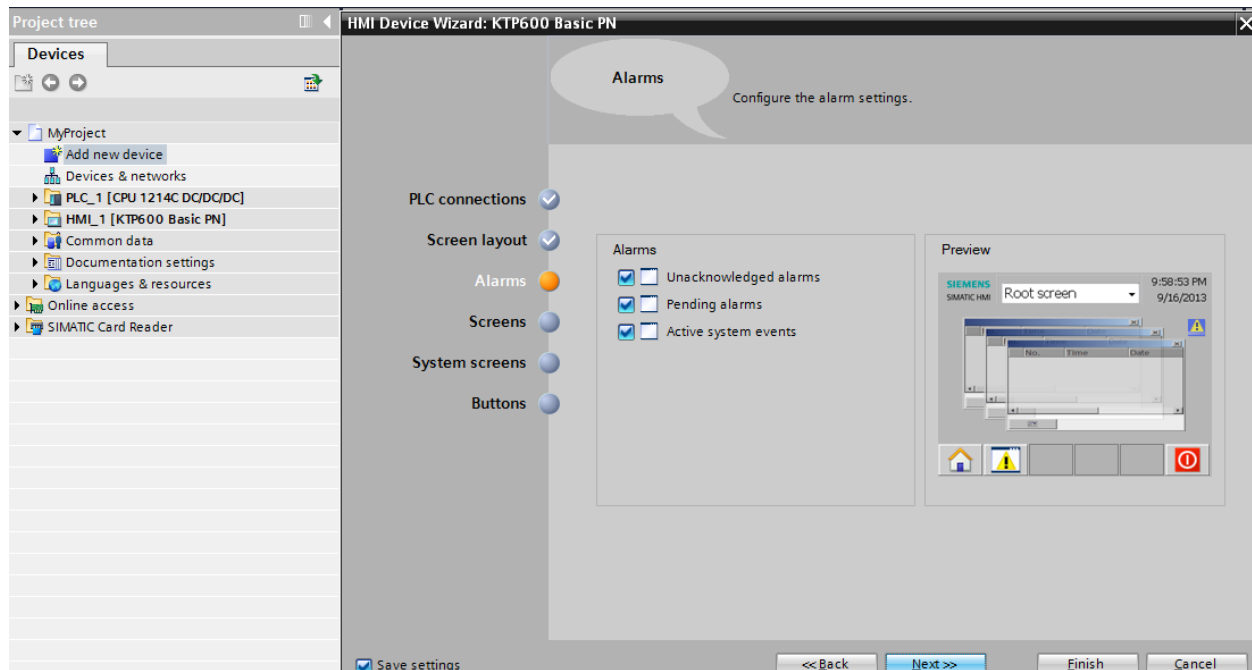 Project tree
Devices
MyProject
Add new device
Devices & networks
PLC_1 [CPU 1214C DC/DC/DC]
HMI_1 [KTP600 Basic PN]
Common data
Documentation settings
Languages & resources
Online access
SIMATIC Card Reader
HMI Device Wizard: KTP600 Basic PN
Alarms
Configure the alarm settings.
PLC connections
Screen layout
Alarms
Screens
System screens
Buttons
Alarms
Unacknowledged alarms
Pending alarms
Active system events
Preview
SIEMENS
SIMATIC HMI
Root screen
9:58:53 PM
9/16/2013
No. Time Date
Save settings
<< Back Next >> Finish Cancel